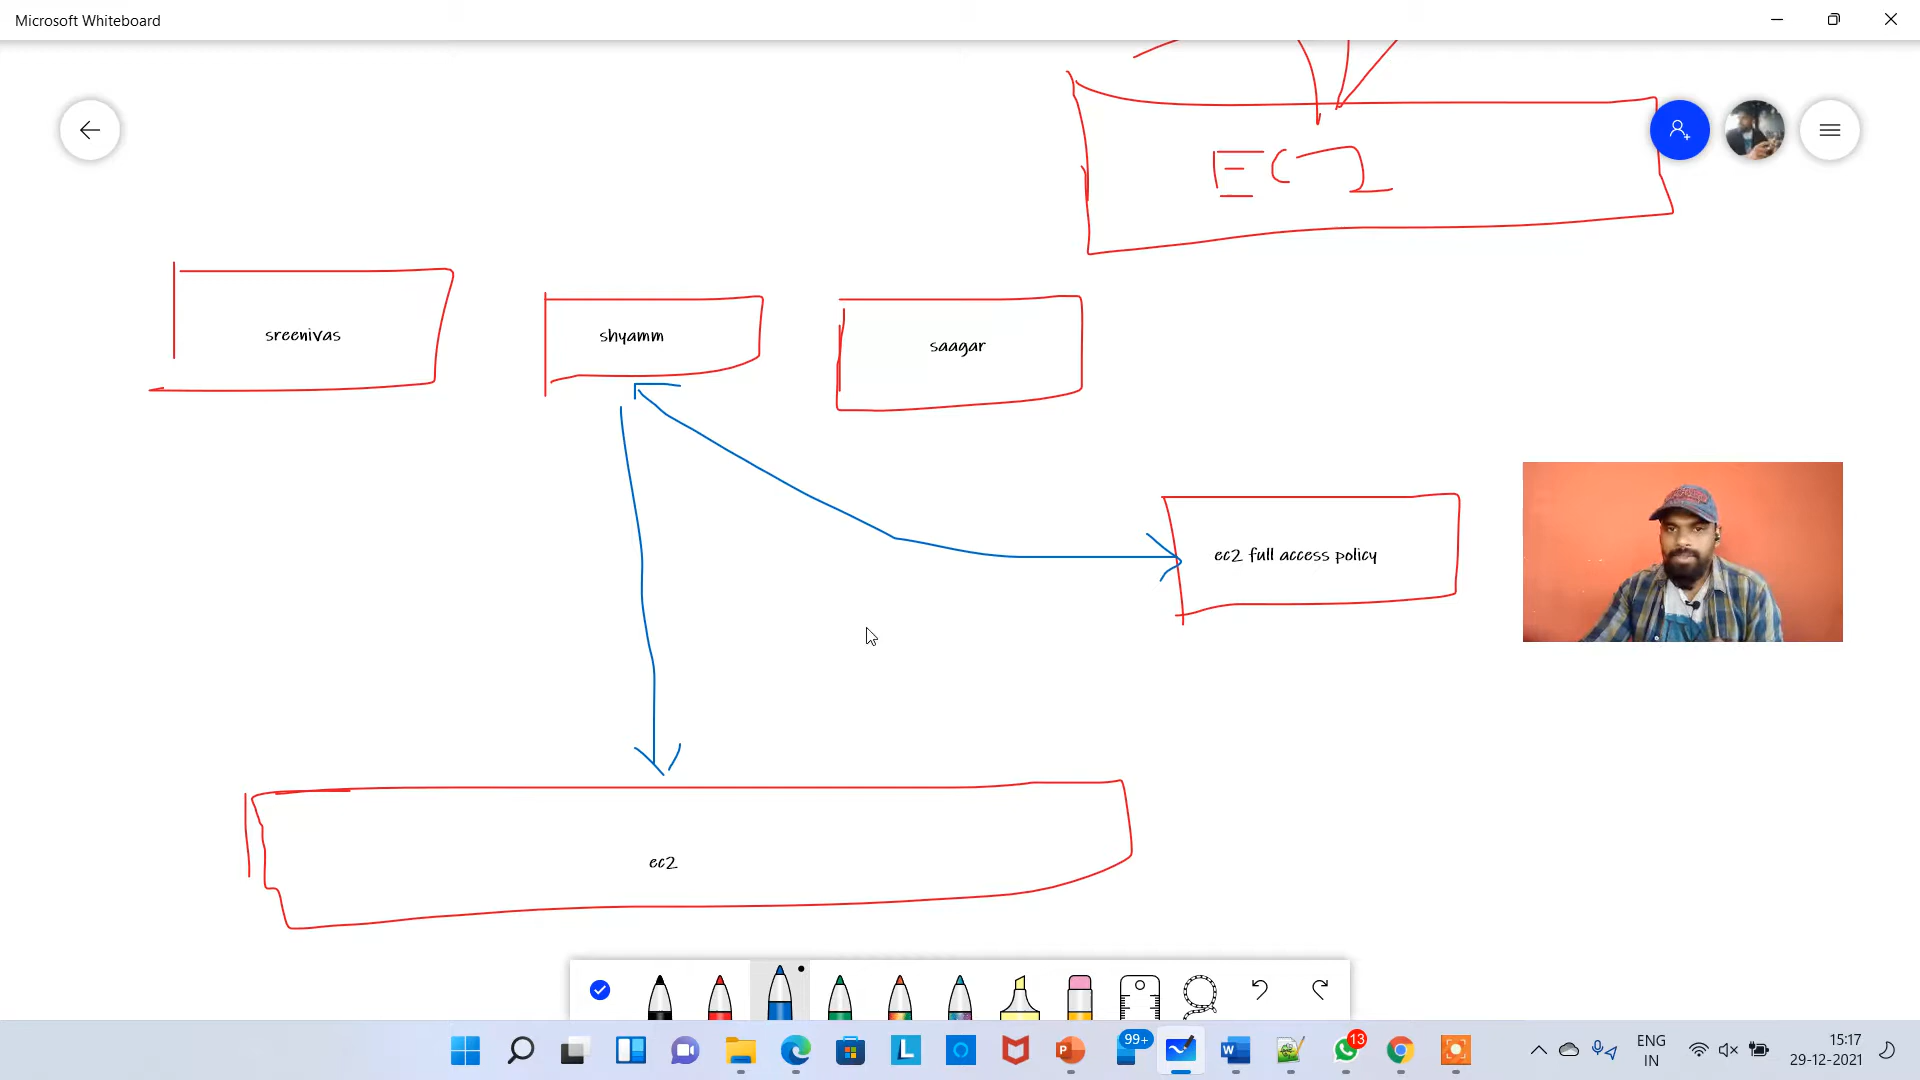 Microsoft Whiteboard
EC2
sreenivas
shyamm
saagar
ec2 full access policy
ec2
99+
13
ENG
IN
15:17
29-12-2021